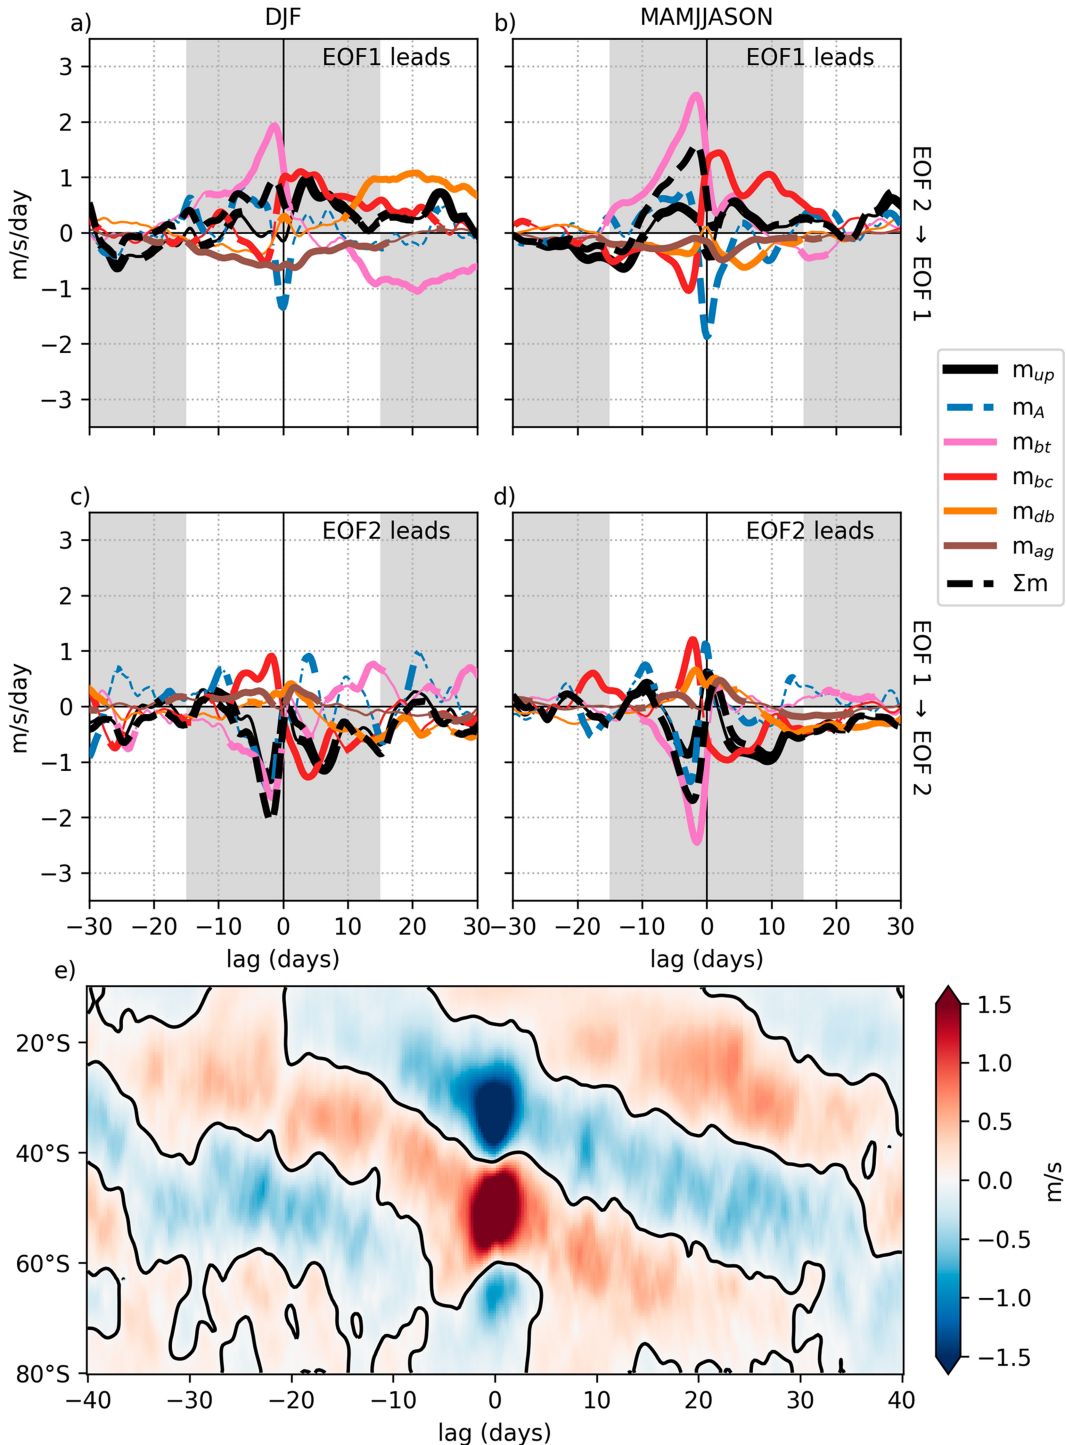 a)
DJF
b)
MAMJJASON
EOF1 leads
EOF1 leads
3
2
1
0
−1
−2
−3
m/s/day
EOF 2 → EOF 1
m_up
m_A
m_bt
m_bc
m_db
m_ag
Σm
c)
d)
EOF2 leads
EOF2 leads
3
2
1
0
−1
−2
−3
m/s/day
EOF 1 → EOF 2
−30 −20 −10 0 10 20 30
−30 −20 −10 0 10 20 30
lag (days)
lag (days)
e)
20°S
40°S
60°S
80°S
−40 −30 −20 −10 0 10 20 30 40
lag (days)
1.5
1.0
0.5
0.0
−0.5
−1.0
−1.5
m/s